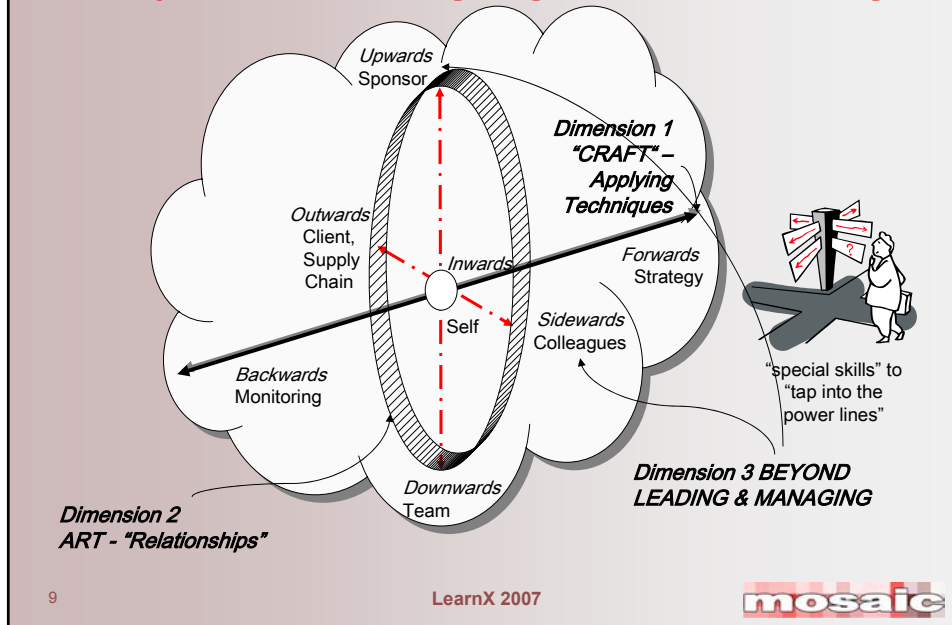 Upwards
Sponsor
Dimension 1
"CRAFT" –
Applying
Techniques
Outwards
Client,
Supply
Chain
Inwards
Self
Forwards
Strategy
Sidewards
Colleagues
Backwards
Monitoring
?
"special skills" to
"tap into the
power lines"
Downwards
Team
Dimension 3 BEYOND
LEADING & MANAGING
Dimension 2
ART - "Relationships"
9
LearnX 2007
mosaic